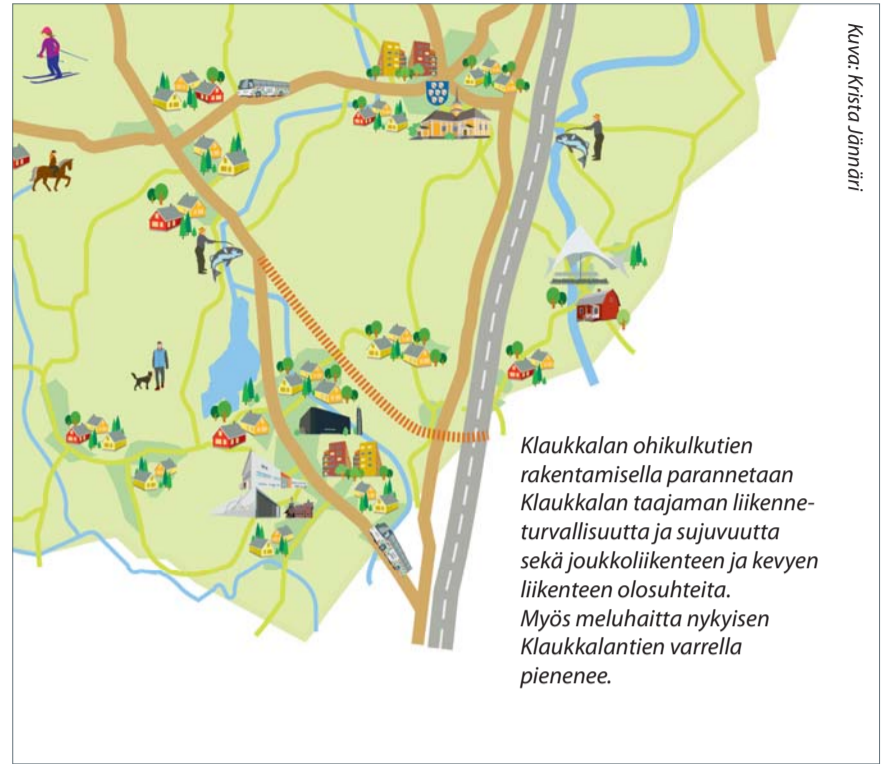 Kuva: Krista Jännäri
Klaukkalan ohikulkutien
rakentamisella parannetaan
Klaukkalan taajaman liikenne-
turvallisuutta ja sujuvuutta
sekä joukkoliikenteen ja kevyen
liikenteen olosuhteita.
Myös meluhaitta nykyisen
Klaukkalantien varrella
pienenee.